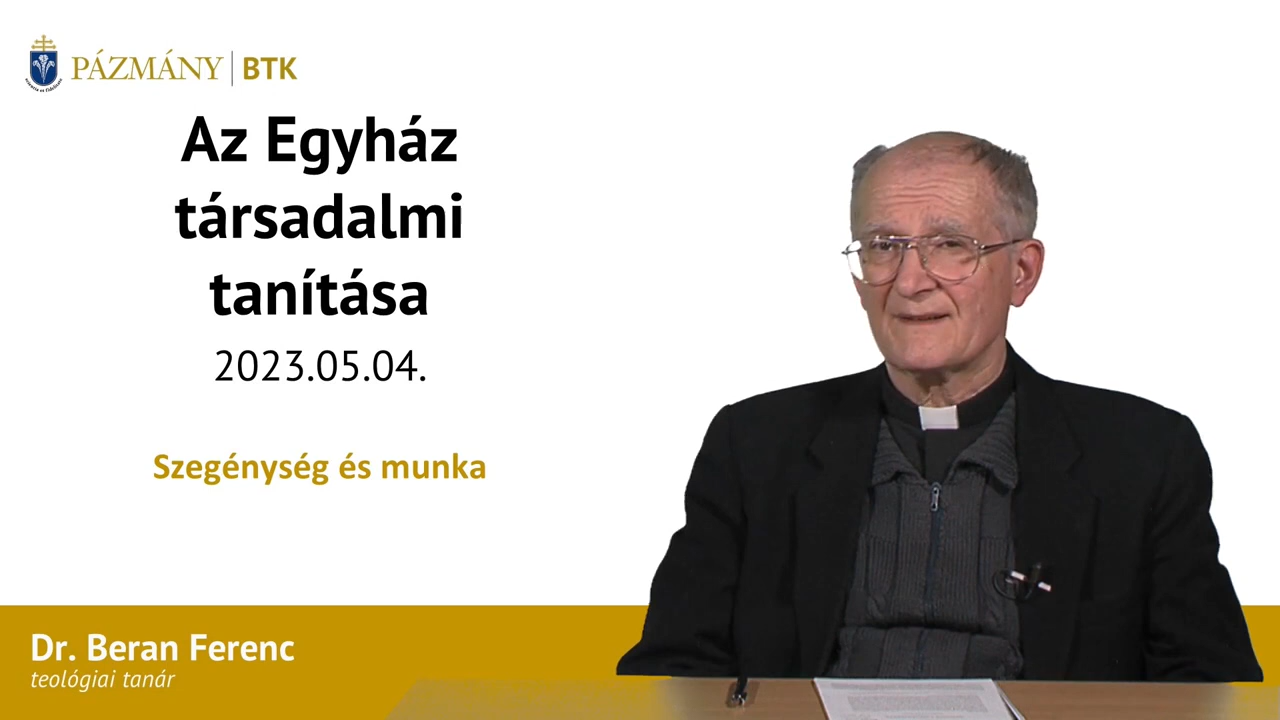 PÁZMÁNY | BTK
Az Egyház
társadalmi
tanítása
2023.05.04.
Szegénység és munka
Dr. Beran Ferenc
teológiai tanár